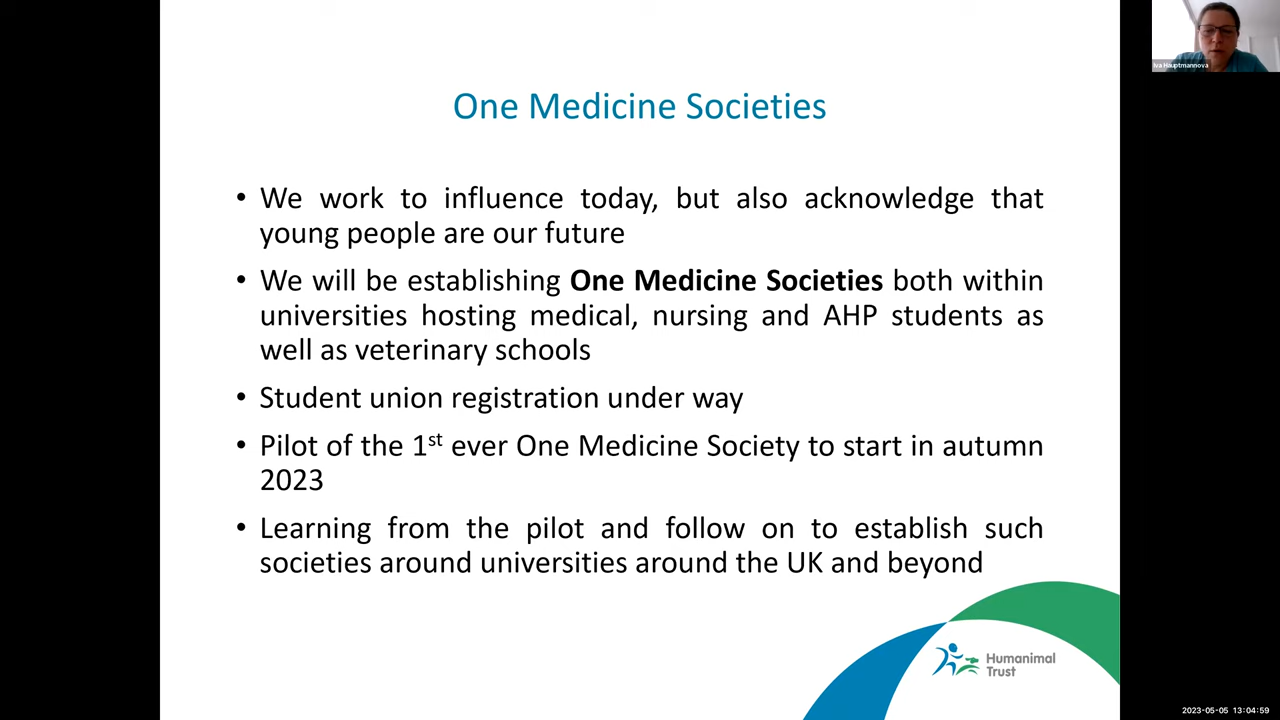 Iva Hauptmannova
One Medicine Societies
• We work to influence today, but also acknowledge that
young people are our future
• We will be establishing One Medicine Societies both within
universities hosting medical, nursing and AHP students as
well as veterinary schools
• Student union registration under way
• Pilot of the 1st ever One Medicine Society to start in autumn
2023
• Learning from the pilot and follow on to establish such
societies around universities around the UK and beyond
Humanimal
Trust
2023-05-05 13:04:59